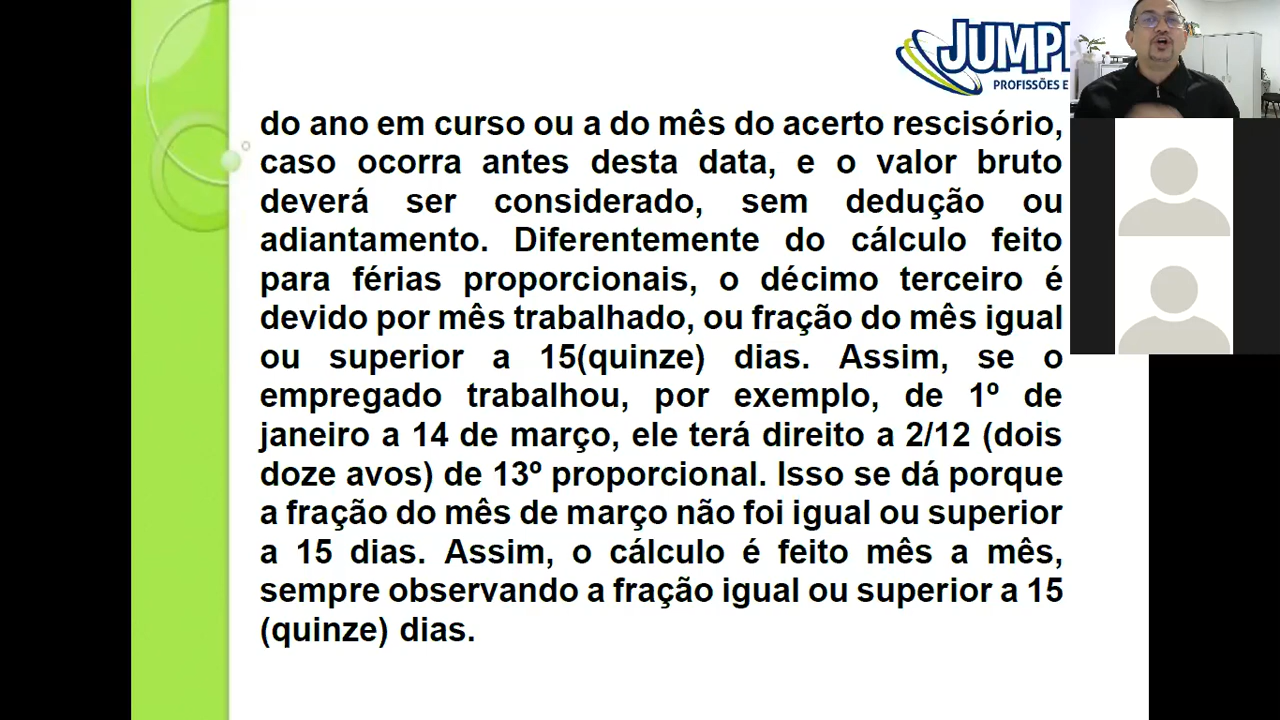 JUMP
PROFISSÕES E
do ano em curso ou a do mês do acerto rescisório,
caso ocorra antes desta data, e o valor bruto
deverá ser considerado, sem dedução ou
adiantamento. Diferentemente do cálculo feito
para férias proporcionais, o décimo terceiro é
devido por mês trabalhado, ou fração do mês igual
ou superior a 15(quinze) dias. Assim, se o
empregado trabalhou, por exemplo, de 1º de
janeiro a 14 de março, ele terá direito a 2/12 (dois
doze avos) de 13º proporcional. Isso se dá porque
a fração do mês de março não foi igual ou superior
a 15 dias. Assim, o cálculo é feito mês a mês,
sempre observando a fração igual ou superior a 15
(quinze) dias.